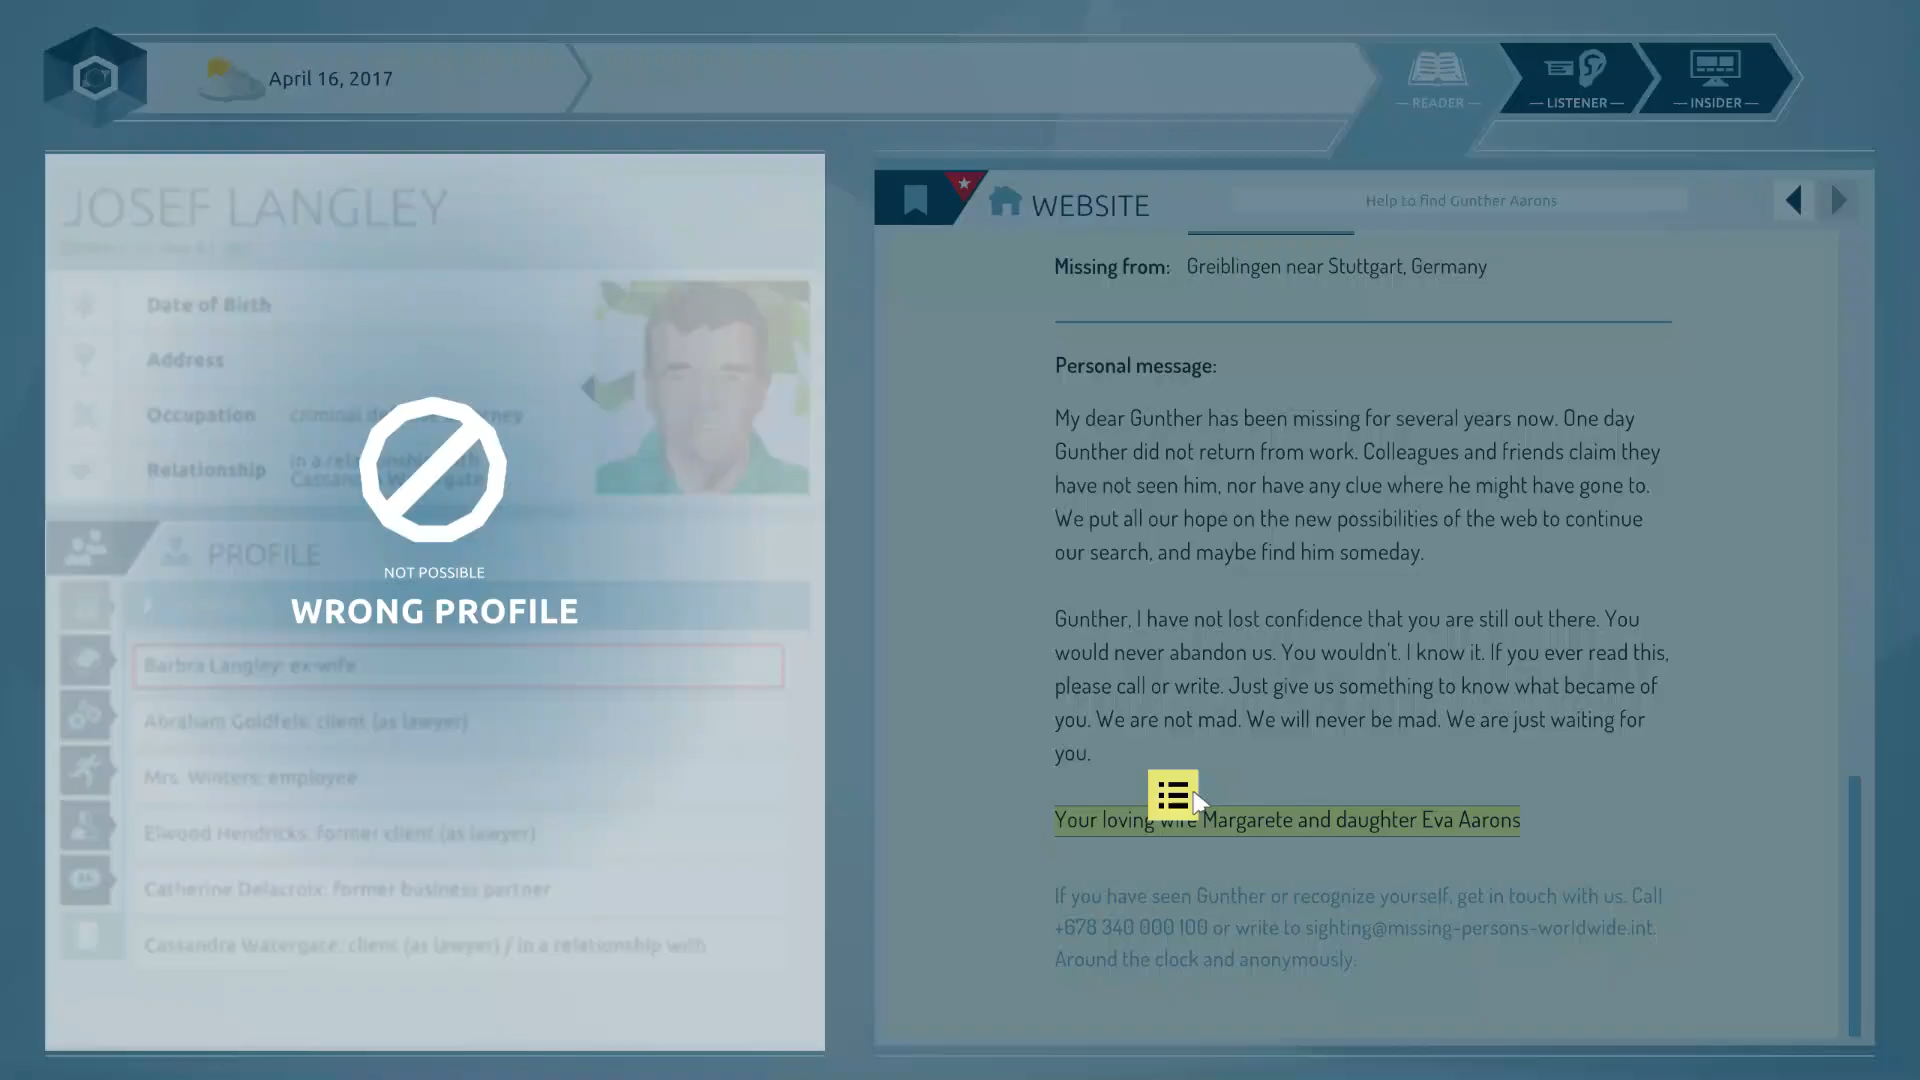 April 16, 2017
READER
LISTENER
INSIDER
JOSEF LANGLEY
Date of Birth
Address
Occupation
Relationship
in a relationship with
PROFILE
NOT POSSIBLE
WRONG PROFILE
Barbra Langley: ex-wife
Abraham Goldfels: client (as lawyer)
Mrs. Winters: employee
Elwood Hendricks: former client (as lawyer)
Catherine Delacroix: former business partner
Cassandra Watergate: client (as lawyer) / in a relationship with
WEBSITE
Help to find Gunther Aarons
Missing from: Greiblingen near Stuttgart, Germany
Personal message:
My dear Gunther has been missing for several years now. One day
Gunther did not return from work. Colleagues and friends claim they
have not seen him, nor have any clue where he might have gone to.
We put all our hope on the new possibilities of the web to continue
our search, and maybe find him someday.
Gunther, I have not lost confidence that you are still out there. You
would never abandon us. You wouldn't. I know it. If you ever read this,
please call or write. Just give us something to know what became of
you. We are not mad. We will never be mad. We are just waiting for
you.
Your loving wife Margarete and daughter Eva Aarons
If you have seen Gunther or recognize yourself, get in touch with us. Call
+678 340 000 100 or write to sighting@missing-persons-worldwide.int.
Around the clock and anonymously.